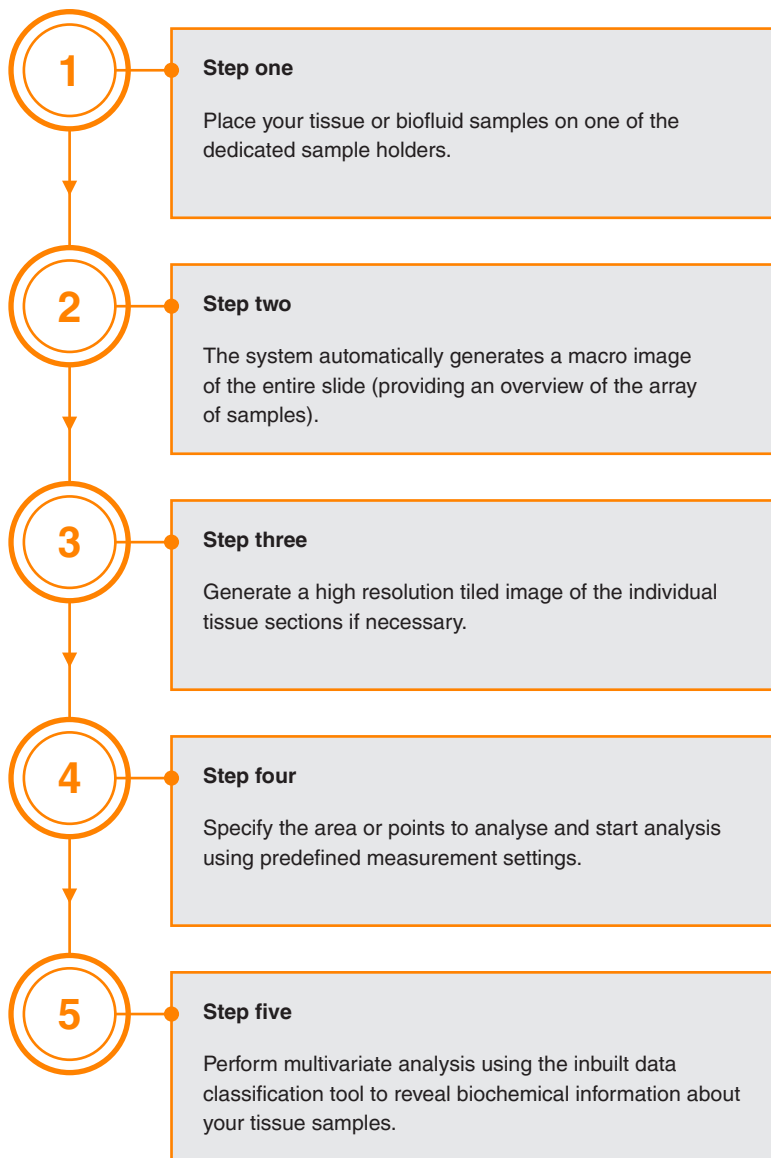 1
Step one
Place your tissue or biofluid samples on one of the
dedicated sample holders.
2
Step two
The system automatically generates a macro image
of the entire slide (providing an overview of the array
of samples).
3
Step three
Generate a high resolution tiled image of the individual
tissue sections if necessary.
4
Step four
Specify the area or points to analyse and start analysis
using predefined measurement settings.
5
Step five
Perform multivariate analysis using the inbuilt data
classification tool to reveal biochemical information about
your tissue samples.